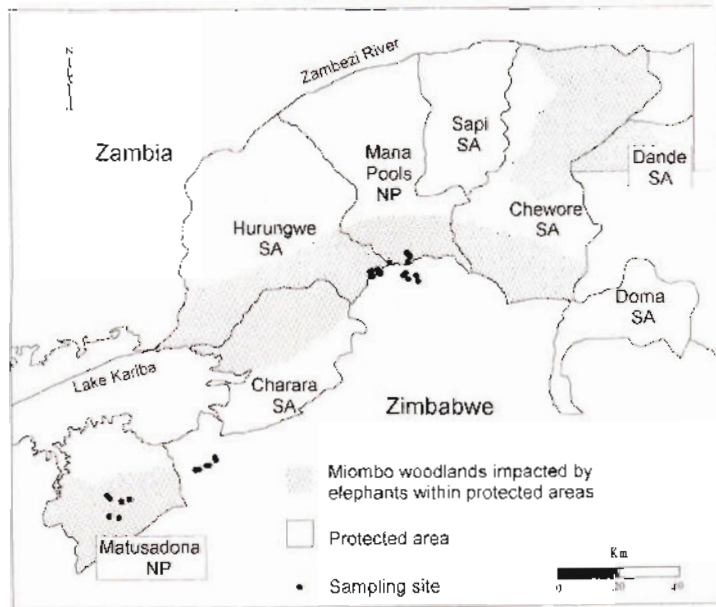 N
Zambezi River
Zambia
Sapi
SA
Mana
Pools
NP
Dande
SA
Hurungwe
SA
Chewore
SA
Doma
SA
Lake Kariba
Charara
SA
Zimbabwe
Miombo woodlands impacted by
elephants within protected areas
Protected area
Matusadona
NP
Km
Sampling site
0 20 40